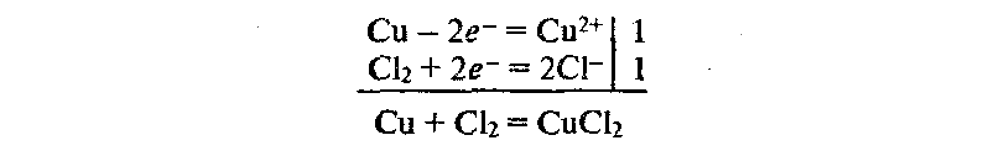 Cu – 2e⁻ = Cu²⁺ | 1
Cl₂ + 2e⁻ = 2Cl⁻ | 1
Cu + Cl₂ = CuCl₂